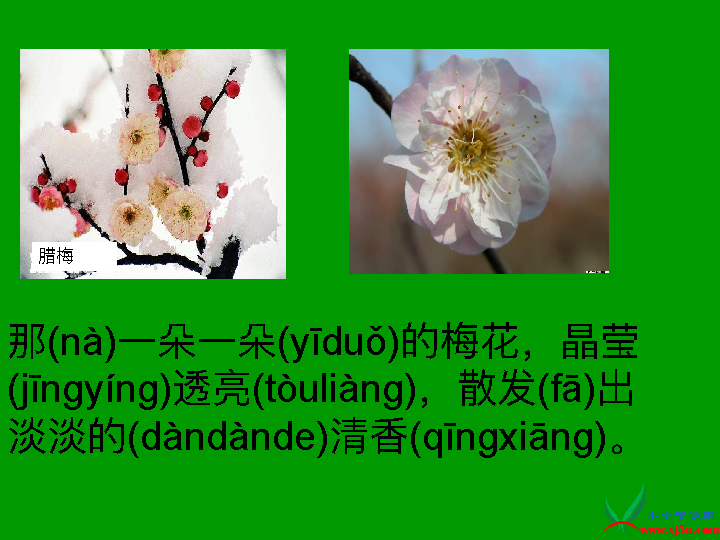 腊梅
那(nà)一朵一朵(yīduǒ)的梅花，晶莹
(jīngyíng)透亮(tòuliàng)，散发(fā)出
淡淡的(dàndànde)清香(qīngxiāng)。